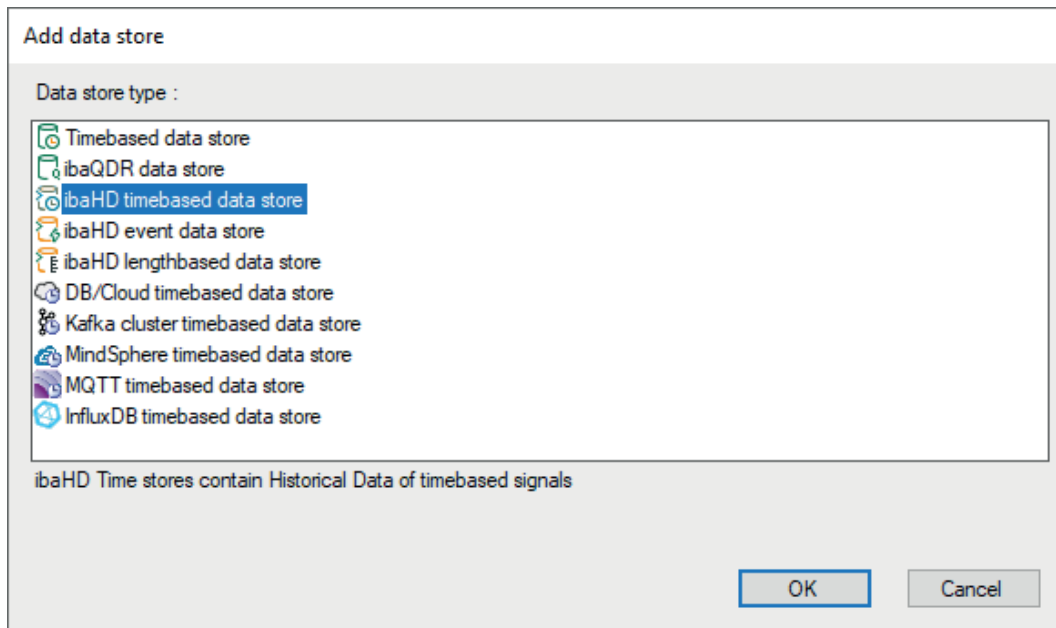 Add data store
Data store type :
Timebased data store
ibaQDR data store
ibaHD timebased data store
ibaHD event data store
ibaHD lengthbased data store
DB/Cloud timebased data store
Kafka cluster timebased data store
MindSphere timebased data store
MQTT timebased data store
InfluxDB timebased data store
ibaHD Time stores contain Historical Data of timebased signals
OK Cancel